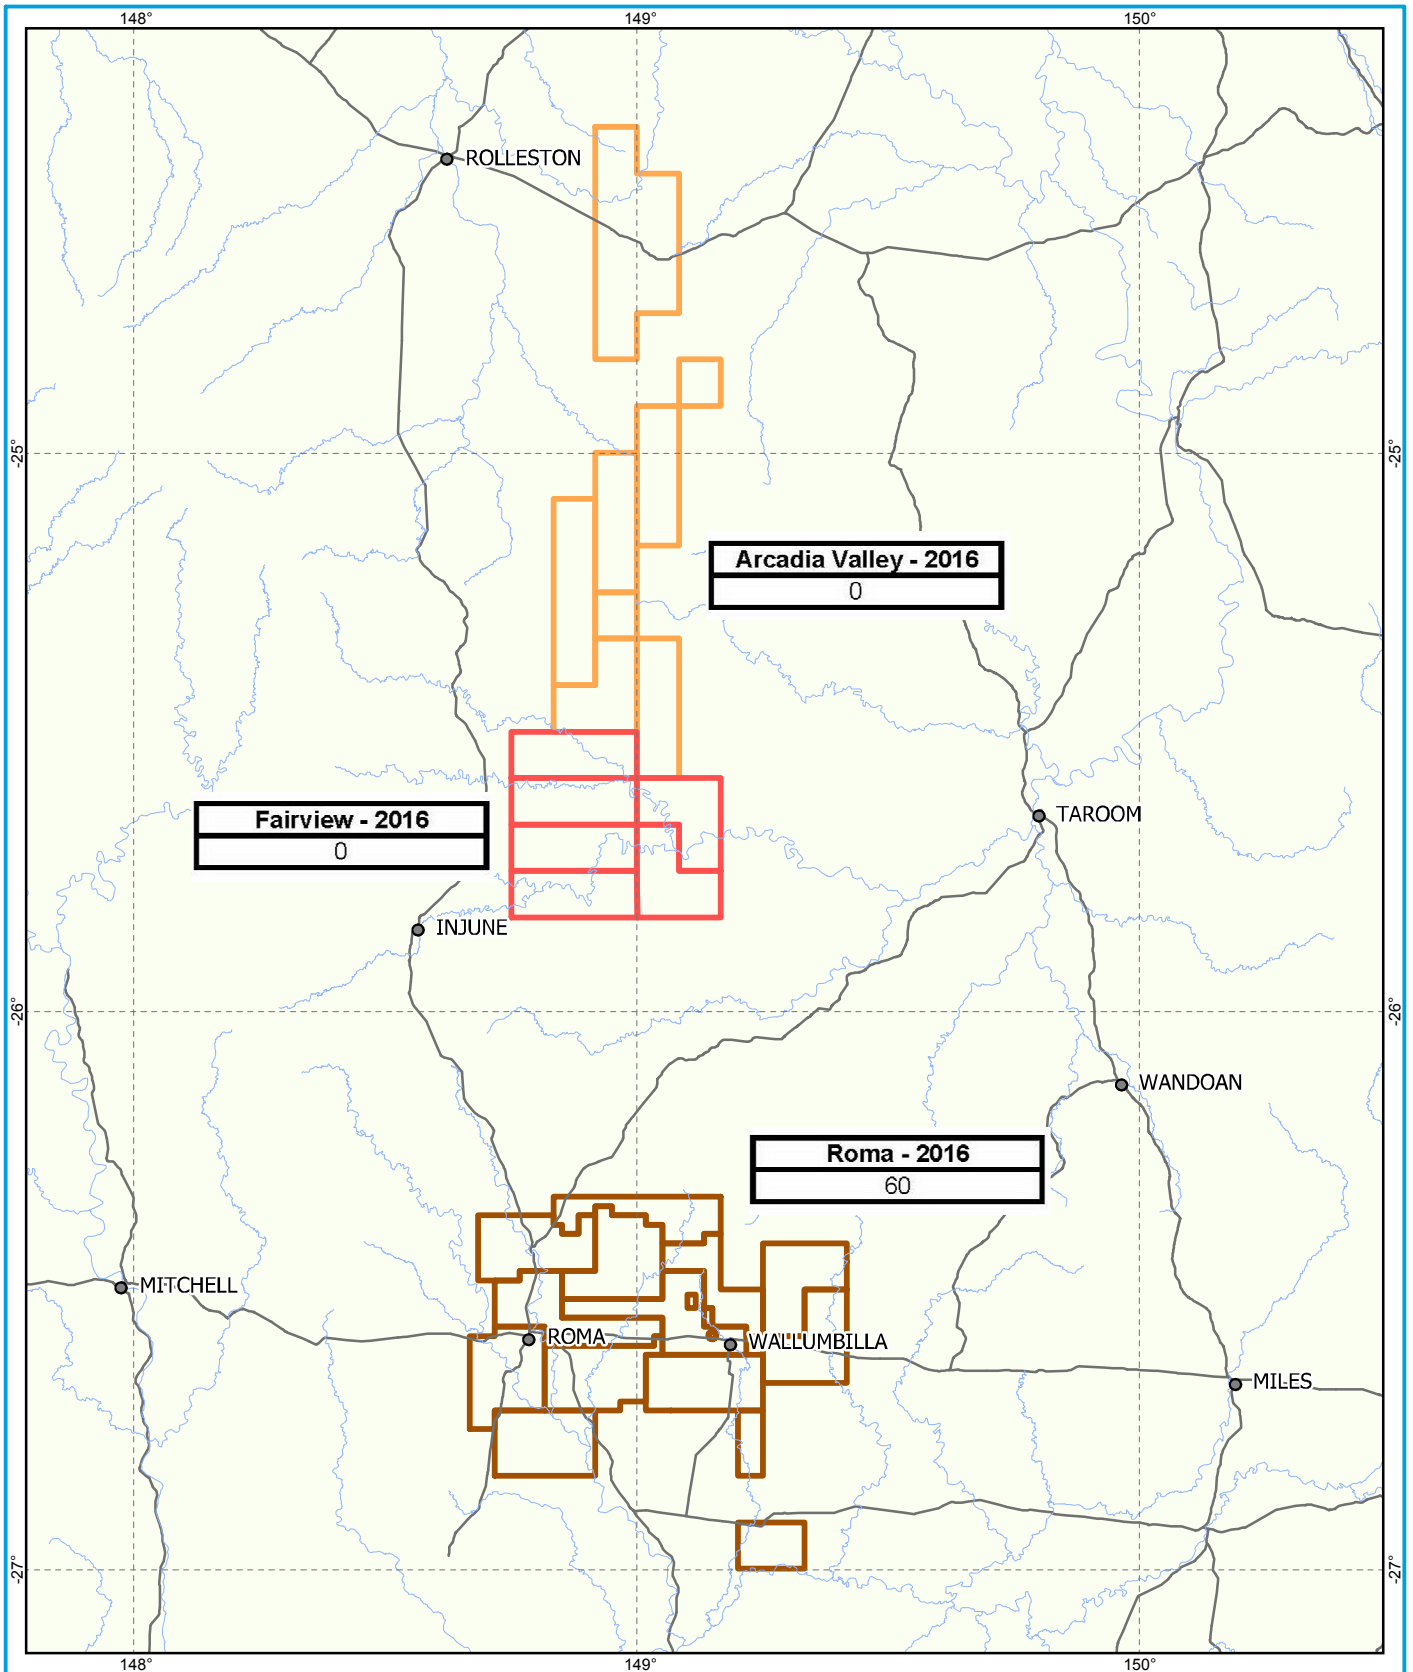 148° 149° 150°
ROLLESTON
-25° -25°
Arcadia Valley - 2016
0
Fairview - 2016
0
TAROOM
INJUNE
-26° -26°
WANDOAN
Roma - 2016
60
MITCHELL
ROMA
WALLUMBILLA
MILES
-27° -27°
148° 149° 150°